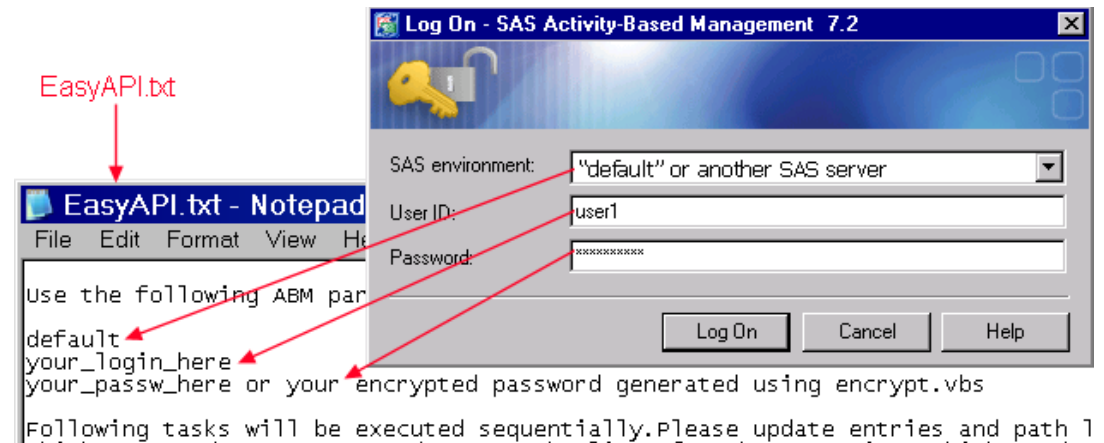 Log On - SAS Activity-Based Management 7.2
EasyAPI.txt
SAS environment:
"default" or another SAS server
User ID:
user1
Password:
**********
Log On
Cancel
Help
EasyAPI.txt - Notepad
File Edit Format View He
Use the following ABM par
default
your_login_here
your_passw_here or your encrypted password generated using encrypt.vbs
Following tasks will be executed sequentially.Please update entries and path l